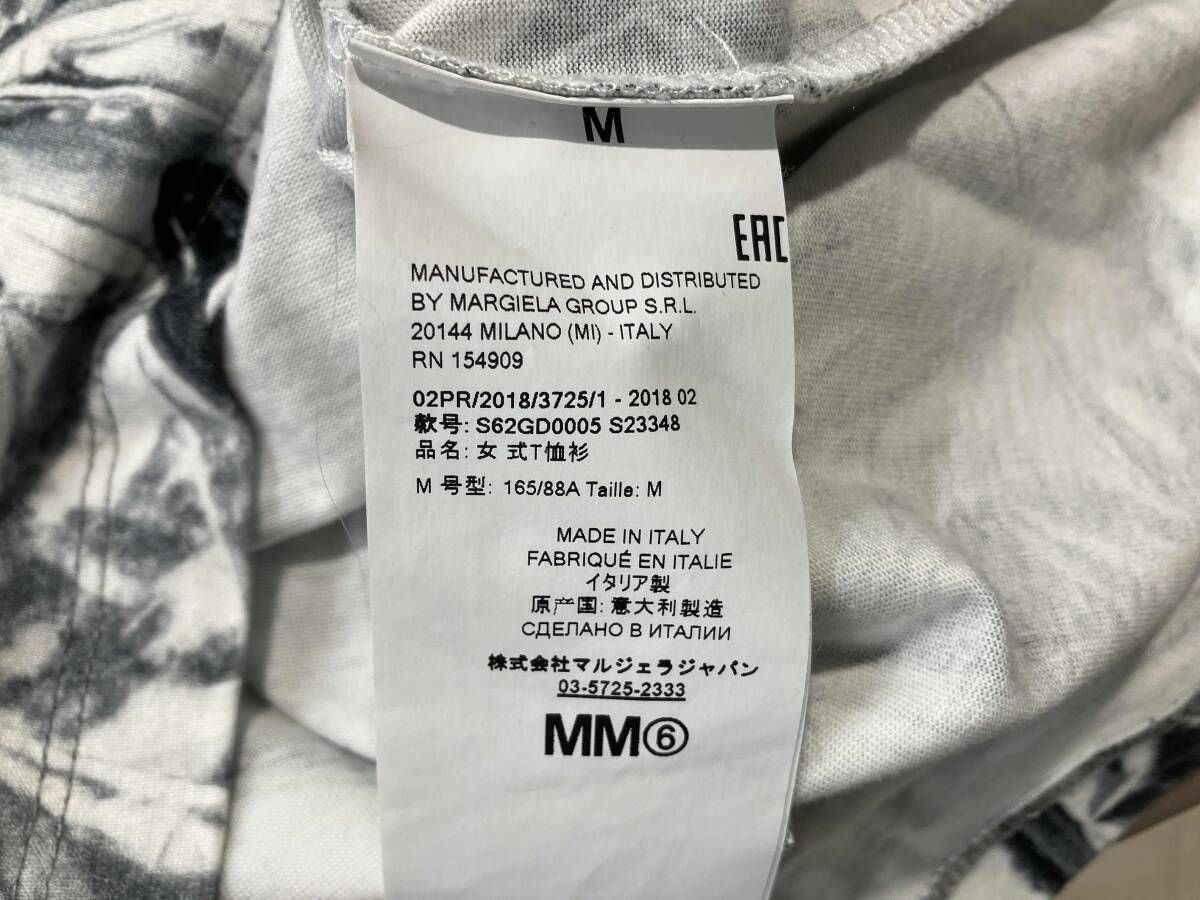 M
EAC
MANUFACTURED AND DISTRIBUTED
BY MARGIELA GROUP S.R.L.
20144 MILANO (MI) - ITALY
RN 154909
02PR/2018/3725/1 - 2018 02
款号: S62GD0005 S23348
品名: 女 式T恤衫
M 号型: 165/88A Taille: M
MADE IN ITALY
FABRIQUÉ EN ITALIE
イタリア製
原产国: 意大利製造
СДЕЛАНО В ИТАЛИИ
株式会社マルジェラジャパン
03-5725-2333
MM⑥